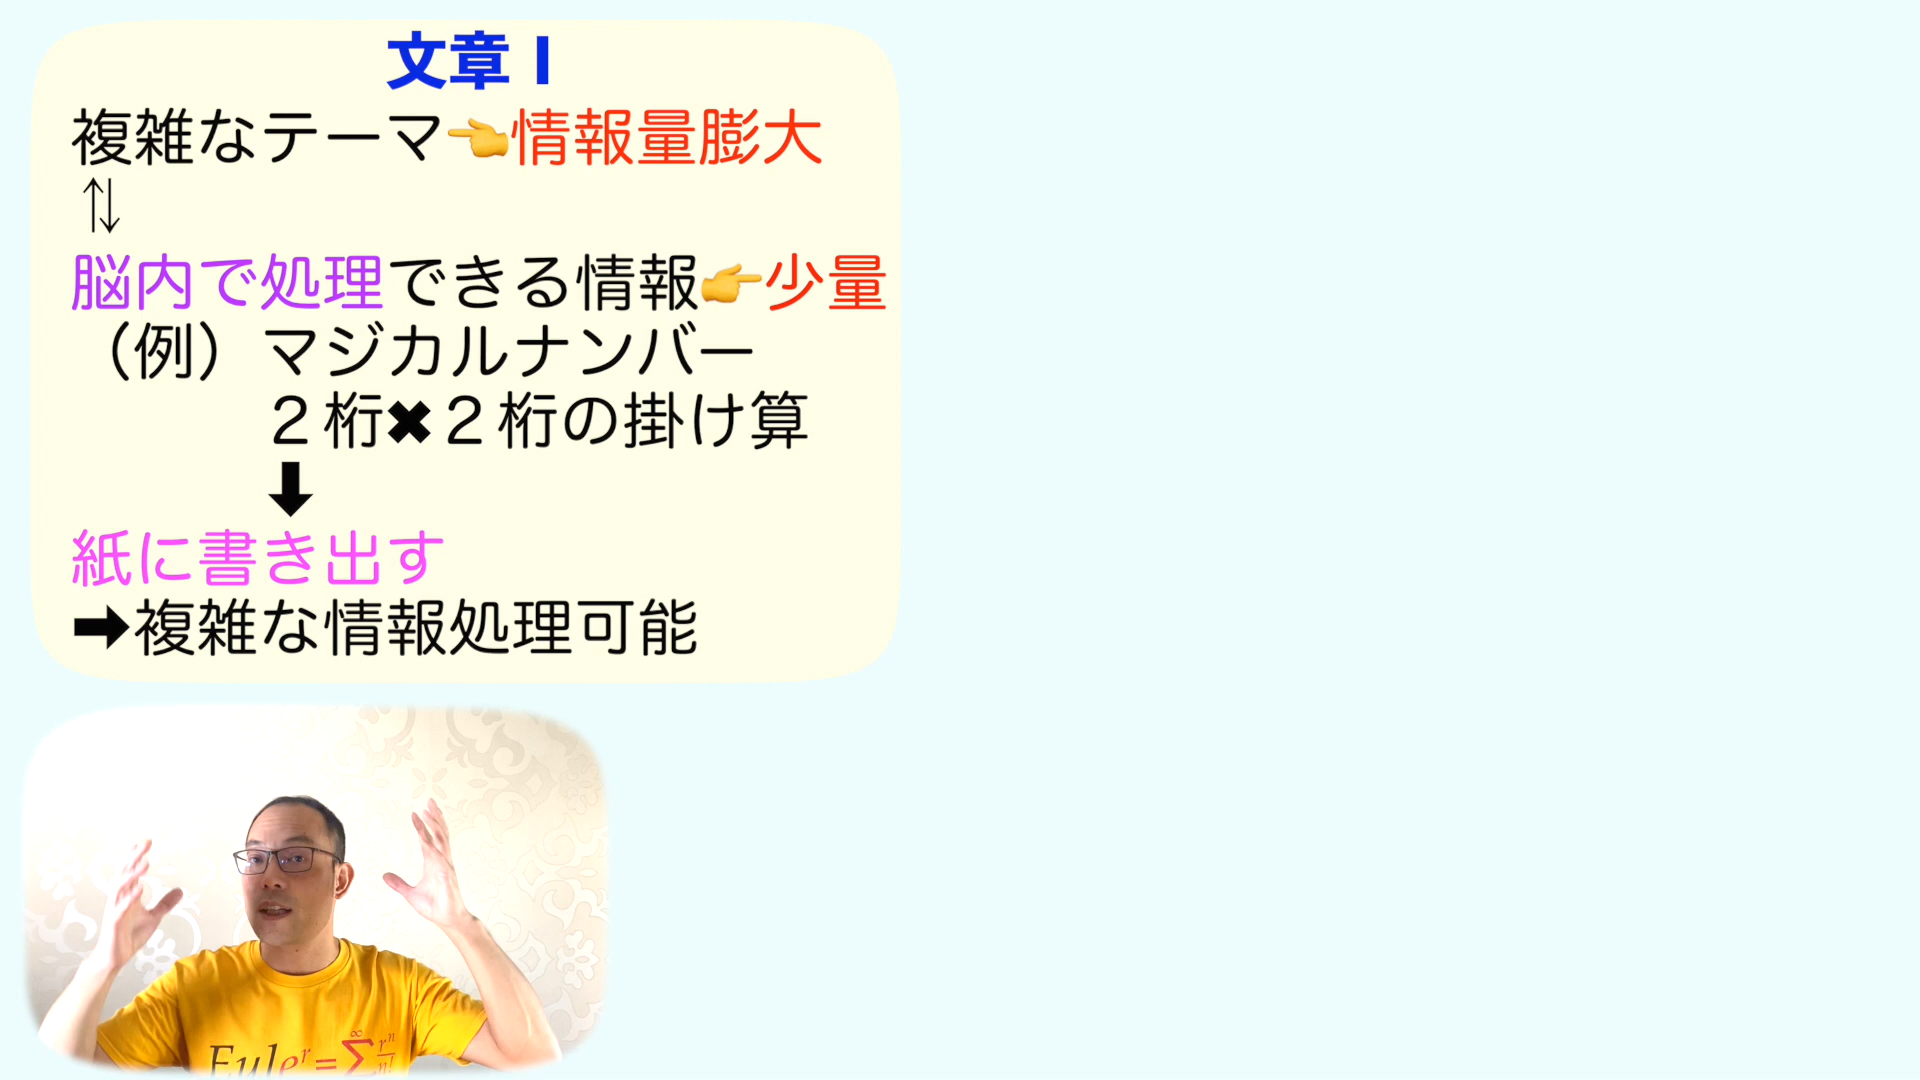 文章Ⅰ
複雑なテーマ👈情報量膨大
⇅
脳内で処理できる情報👉少量
（例）マジカルナンバー
２桁✖２桁の掛け算
⬇
紙に書き出す
➡複雑な情報処理可能
Euleʳ=∑∞ rⁿ/n!